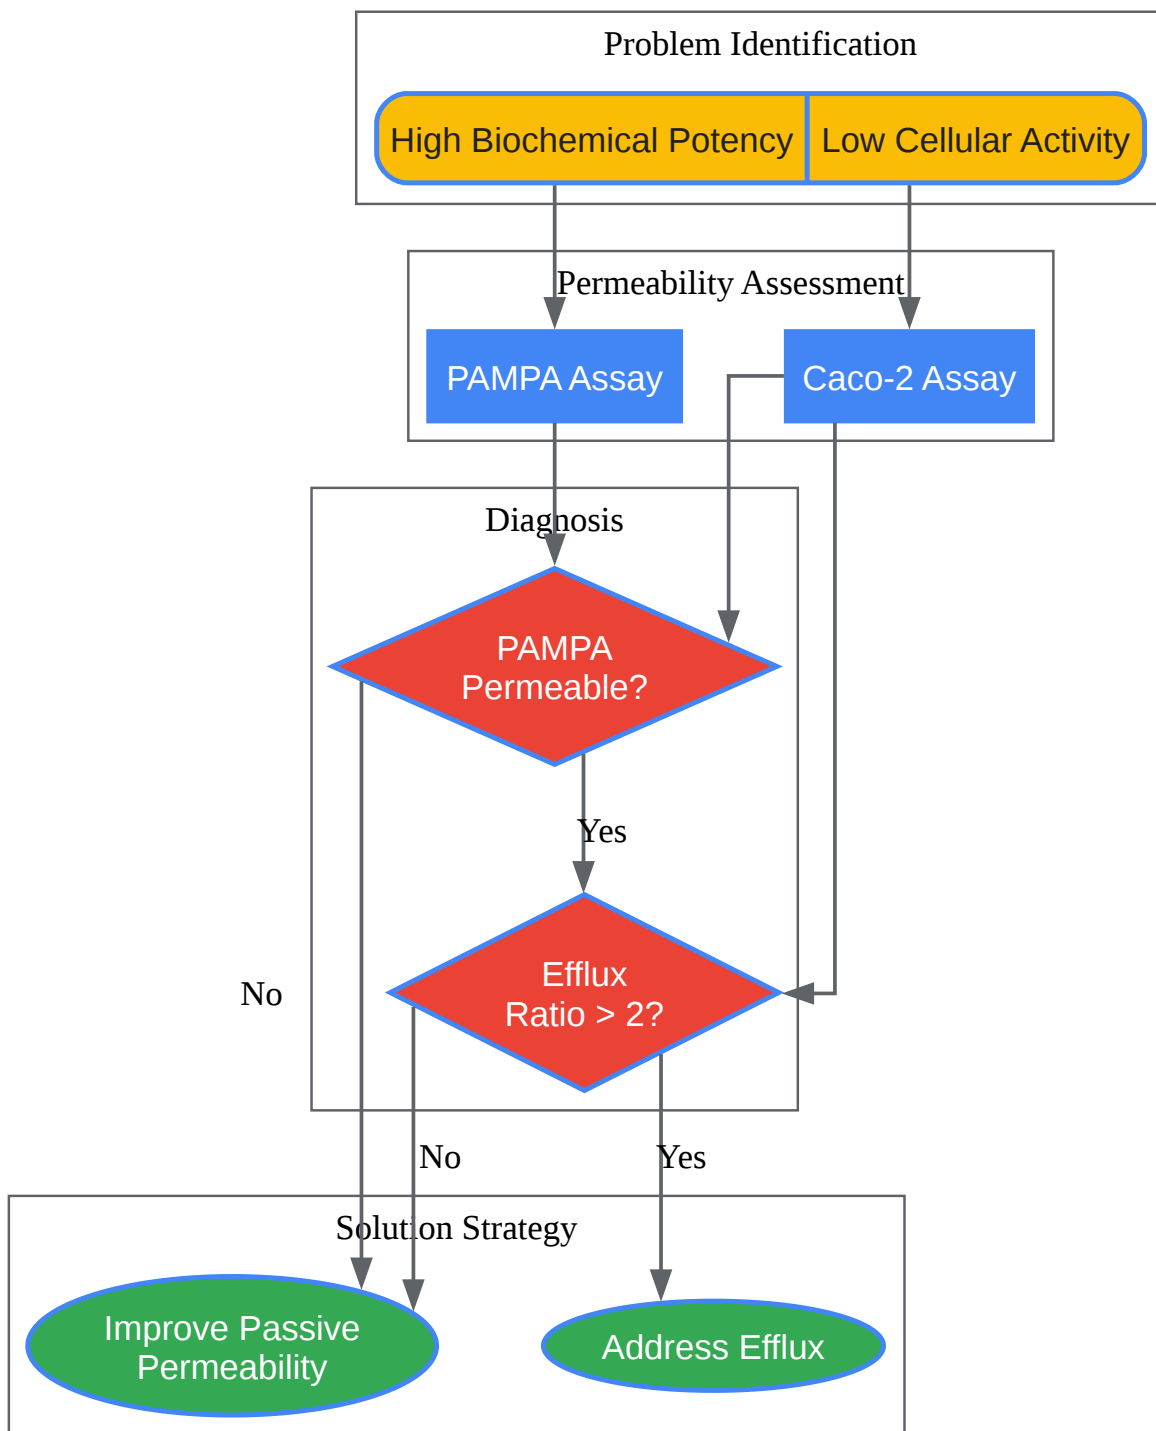 Problem Identification
High Biochemical Potency
Low Cellular Activity
Permeability Assessment
PAMPA Assay
Caco-2 Assay
Diagnosis
PAMPA
Permeable?
Yes
Efflux
Ratio > 2?
No
No
Yes
Solution Strategy
Improve Passive
Permeability
Address Efflux